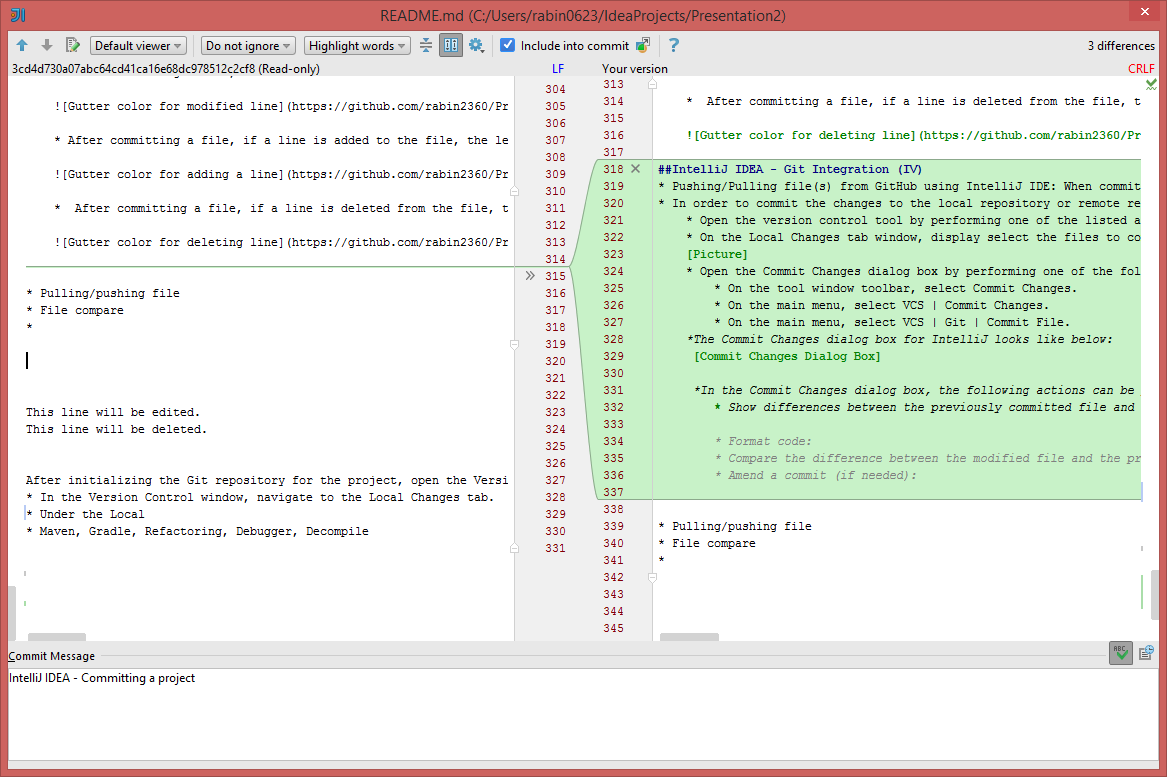 README.md (C:/Users/rabin0623/IdeaProjects/Presentation2)
Default viewer
Do not ignore
Highlight words
Include into commit
?
3 differences
3cd4d730a07abc64cd41ca16e68dc978512c2cf8 (Read-only)
LF
Your version
CRLF
304
![Gutter color for modified line](https://github.com/rabin2360/Pr 305
306
* After committing a file, if a line is added to the file, the le 307
308
![Gutter color for adding a line](https://github.com/rabin2360/Pr 309
310
*  After committing a file, if a line is deleted from the file, t 311
312
![Gutter color for deleting line](https://github.com/rabin2360/Pr 313
314
315
* Pulling/pushing file 316
* File compare 317
* 318
319
320
321
322
This line will be edited. 323
This line will be deleted. 324
325
326
After initializing the Git repository for the project, open the Versi 327
* In the Version Control window, navigate to the Local Changes tab. 328
* Under the Local 329
* Maven, Gradle, Refactoring, Debugger, Decompile 330
331
313
314 *  After committing a file, if a line is deleted from the file, t
315
316 ![Gutter color for deleting line](https://github.com/rabin2360/Pr
317
318 ##IntelliJ IDEA - Git Integration (IV)
319 * Pushing/Pulling file(s) from GitHub using IntelliJ IDE: When commit
320 * In order to commit the changes to the local repository or remote re
321 * Open the version control tool by performing one of the listed a
322 * On the Local Changes tab window, display select the files to co
323 [Picture]
324 * Open the Commit Changes dialog box by performing one of the fol
325 * On the tool window toolbar, select Commit Changes.
326 * On the main menu, select VCS | Commit Changes.
327 * On the main menu, select VCS | Git | Commit File.
328 *The Commit Changes dialog box for IntelliJ looks like below:
329 [Commit Changes Dialog Box]
330
331 *In the Commit Changes dialog box, the following actions can be
332 * Show differences between the previously committed file and
333
334 * Format code:
335 * Compare the difference between the modified file and the pr
336 * Amend a commit (if needed):
337
338
339 * Pulling/pushing file
340 * File compare
341 *
342
343
344
345
Commit Message
ABC
IntelliJ IDEA - Committing a project